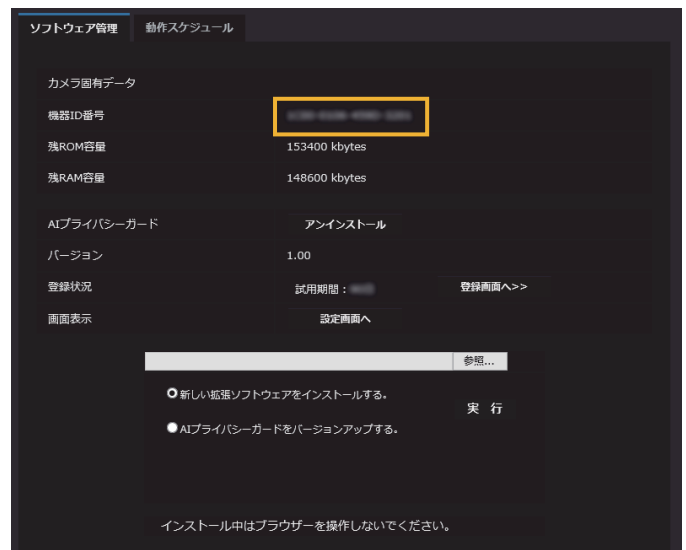 ソフトウェア管理 動作スケジュール
カメラ固有データ
機器ID番号
残ROM容量 153400 kbytes
残RAM容量 148600 kbytes
AIプライバシーガード アンインストール
バージョン 1.00
登録状況 試用期間： 登録画面へ>>
画面表示 設定画面へ
参照...
新しい拡張ソフトウェアをインストールする。
実 行
AIプライバシーガードをバージョンアップする。
インストール中はブラウザーを操作しないでください。